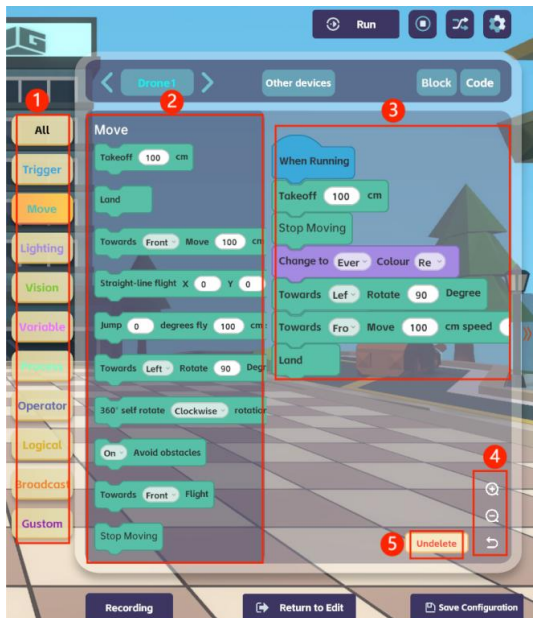 Run
Drone1
Other devices
Block Code
1
2
3
All
Trigger
Move
Lighting
Vision
Variable
Operator
Logical
Broadcast
Gustom
Move
Takeoff 100 cm
Land
Towards Front Move 100 cm
Straight-line flight X 0 Y 0
Jump 0 degrees fly 100 cm
Towards Left Rotate 90 Degr
360° self rotate Clockwise rotation
On Avoid obstacles
Towards Front Flight
Stop Moving
When Running
Takeoff 100 cm
Stop Moving
Change to Ever Colour Re
Towards Lef Rotate 90 Degree
Towards Fro Move 100 cm speed
Land
4
5
Undelete
Recording
Return to Edit
Save Configuration